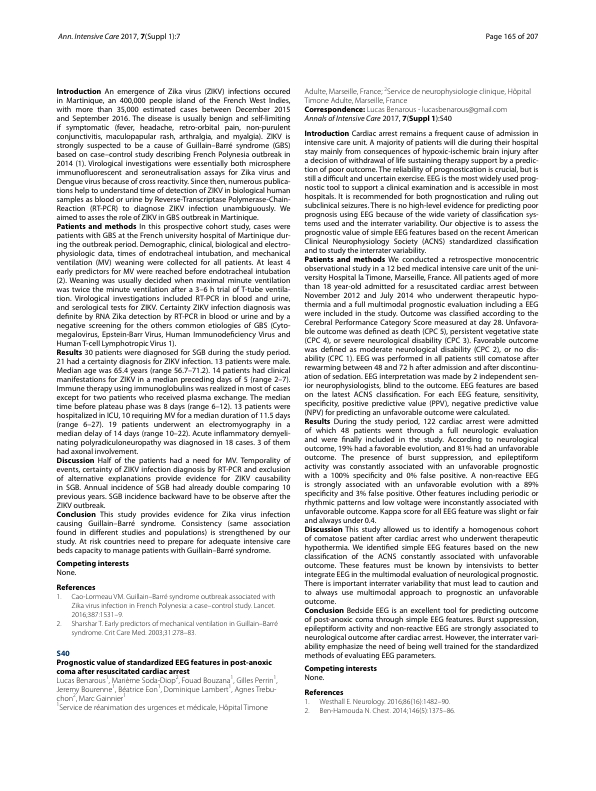 Ann. Intensive Care 2017, 7(Suppl 1):7
Page 165 of 207
Introduction An emergence of Zika virus (ZIKV) infections occured
in Martinique, an 400,000 people island of the French West Indies,
with more than 35,000 estimated cases between December 2015
and September 2016. The disease is usually benign and self-limiting
if symptomatic (fever, headache, retro-orbital pain, non-purulent
conjunctivitis, maculopapular rash, arthralgia, and myalgia). ZIKV is
strongly suspected to be a cause of Guillain–Barré syndrome (GBS)
based on case–control study describing French Polynesia outbreak in
2014 (1). Virological investigations were essentially both microsphere
immunofluorescent and seroneutralisation assays for Zika virus and
Dengue virus because of cross reactivity. Since then, numerous publica-
tions help to understand time of detection of ZIKV in biological human
samples as blood or urine by Reverse-Transcriptase Polymerase-Chain-
Reaction (RT-PCR) to diagnose ZIKV infection unambiguously. We
aimed to asses the role of ZIKV in GBS outbreak in Martinique.
Patients and methods In this prospective cohort study, cases were
patients with GBS at the French university hospital of Martinique dur-
ing the outbreak period. Demographic, clinical, biological and electro-
physiologic data, times of endotracheal intubation, and mechanical
ventilation (MV) weaning were collected for all patients. At least 4
early predictors for MV were reached before endotracheal intubation
(2). Weaning was usually decided when maximal minute ventilation
was twice the minute ventilation after a 3–6 h trial of T-tube ventila-
tion. Virological investigations included RT-PCR in blood and urine,
and serological tests for ZIKV. Certainty ZIKV infection diagnosis was
definite by RNA Zika detection by RT-PCR in blood or urine and by a
negative screening for the others common etiologies of GBS (Cyto-
megalovirus, Epstein-Barr Virus, Human Immunodeficiency Virus and
Human T-cell Lymphotropic Virus 1).
Results 30 patients were diagnosed for SGB during the study period.
21 had a certainty diagnosis for ZIKV infection. 13 patients were male.
Median age was 65.4 years (range 56.7–71.2). 14 patients had clinical
manifestations for ZIKV in a median preceding days of 5 (range 2–7).
Immune therapy using immunoglobulins was realized in most of cases
except for two patients who received plasma exchange. The median
time before plateau phase was 8 days (range 6–12). 13 patients were
hospitalized in ICU, 10 requiring MV for a median duration of 11.5 days
(range 6–27). 19 patients underwent an electromyography in a
median delay of 14 days (range 10–22). Acute inflammatory demyeli-
nating polyradiculoneuropathy was diagnosed in 18 cases. 3 of them
had axonal involvement.
Discussion Half of the patients had a need for MV. Temporality of
events, certainty of ZIKV infection diagnosis by RT-PCR and exclusion
of alternative explanations provide evidence for ZIKV causability
in SGB. Annual incidence of SGB had already double comparing 10
previous years. SGB incidence backward have to be observe after the
ZIKV outbreak.
Conclusion This study provides evidence for Zika virus infection
causing Guillain–Barré syndrome. Consistency (same association
found in different studies and populations) is strengthened by our
study. At risk countries need to prepare for adequate intensive care
beds capacity to manage patients with Guillain–Barré syndrome.
Competing interests
None.
References
1. Cao-Lormeau VM. Guillain–Barré syndrome outbreak associated with
Zika virus infection in French Polynesia: a case–control study. Lancet.
2016;387:1531–9.
2. Sharshar T. Early predictors of mechanical ventilation in Guillain–Barré
syndrome. Crit Care Med. 2003;31:278–83.
S40
Prognostic value of standardized EEG features in post-anoxic
coma after resuscitated cardiac arrest
Lucas Benarous1, Marième Soda-Diop2, Fouad Bouzana1, Gilles Perrin1,
Jeremy Bourenne1, Béatrice Eon1, Dominique Lambert1, Agnes Trebu-
chon2, Marc Gainnier1
1Service de réanimation des urgences et médicale, Hôpital Timone
Adulte, Marseille, France; 2Service de neurophysiologie clinique, Hôpital
Timone Adulte, Marseille, France
Correspondence: Lucas Benarous - lucasbenarous@gmail.com
Annals of Intensive Care 2017, 7(Suppl 1):S40
Introduction Cardiac arrest remains a frequent cause of admission in
intensive care unit. A majority of patients will die during their hospital
stay mainly from consequences of hypoxic-ischemic brain injury after
a decision of withdrawal of life sustaining therapy support by a predic-
tion of poor outcome. The reliability of prognostication is crucial, but is
still a difficult and uncertain exercise. EEG is the most widely used prog-
nostic tool to support a clinical examination and is accessible in most
hospitals. It is recommended for both prognostication and ruling out
subclinical seizures. There is no high-level evidence for predicting poor
prognosis using EEG because of the wide variety of classification sys-
tems used and the interrater variability. Our objective is to assess the
prognostic value of simple EEG features based on the recent American
Clinical Neurophysiology Society (ACNS) standardized classification
and to study the interrater variability.
Patients and methods We conducted a retrospective monocentric
observational study in a 12 bed medical intensive care unit of the uni-
versity Hospital la Timone, Marseille, France. All patients aged of more
than 18 year-old admitted for a resuscitated cardiac arrest between
November 2012 and July 2014 who underwent therapeutic hypo-
thermia and a full multimodal prognostic evaluation including a EEG
were included in the study. Outcome was classified according to the
Cerebral Performance Category Score measured at day 28. Unfavora-
ble outcome was defined as death (CPC 5), persistent vegetative state
(CPC 4), or severe neurological disability (CPC 3). Favorable outcome
was defined as moderate neurological disability (CPC 2), or no dis-
ability (CPC 1). EEG was performed in all patients still comatose after
rewarming between 48 and 72 h after admission and after discontinu-
ation of sedation. EEG interpretation was made by 2 independent sen-
ior neurophysiologists, blind to the outcome. EEG features are based
on the latest ACNS classification. For each EEG feature, sensitivity,
specificity, positive predictive value (PPV), negative predictive value
(NPV) for predicting an unfavorable outcome were calculated.
Results During the study period, 122 cardiac arrest were admitted
of which 48 patients went through a full neurologic evaluation
and were finally included in the study. According to neurological
outcome, 19% had a favorable evolution, and 81% had an unfavorable
outcome. The presence of burst suppression, and epileptiform
activity was constantly associated with an unfavorable prognostic
with a 100% specificity and 0% false positive. A non-reactive EEG
is strongly associated with an unfavorable evolution with a 89%
specificity and 3% false positive. Other features including periodic or
rhythmic patterns and low voltage were inconstantly associated with
unfavorable outcome. Kappa score for all EEG feature was slight or fair
and always under 0.4.
Discussion This study allowed us to identify a homogenous cohort
of comatose patient after cardiac arrest who underwent therapeutic
hypothermia. We identified simple EEG features based on the new
classification of the ACNS constantly associated with unfavorable
outcome. These features must be known by intensivists to better
integrate EEG in the multimodal evaluation of neurological prognostic.
There is important interrater variability that must lead to caution and
to always use multimodal approach to prognostic an unfavorable
outcome.
Conclusion Bedside EEG is an excellent tool for predicting outcome
of post-anoxic coma through simple EEG features. Burst suppression,
epileptiform activity and non-reactive EEG are strongly associated to
neurological outcome after cardiac arrest. However, the interrater vari-
ability emphasize the need of being well trained for the standardized
methods of evaluating EEG parameters.
Competing interests
None.
References
1. Westhall E. Neurology. 2016;86(16):1482–90.
2. Ben-Hamouda N. Chest. 2014;146(5):1375–86.